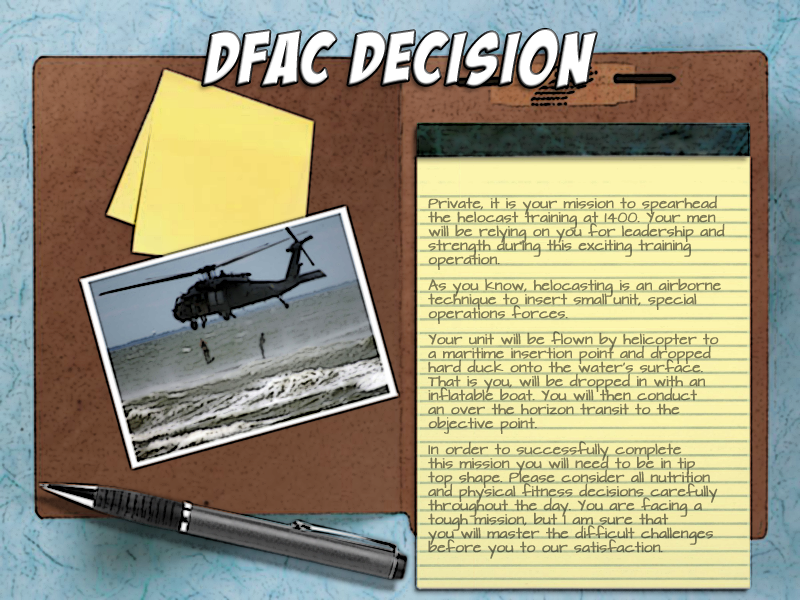 DFAC DECISION
Private, it is your mission to spearhead
the helocast training at 1400. Your men
will be relying on you for leadership and
strength during this exciting training
operation.
As you know, helocasting is an airborne
technique to insert small unit, special
operations forces.
Your unit will be flown by helicopter to
a maritime insertion point and dropped
hard duck onto the water's surface.
That is you, will be dropped in with an
inflatable boat. You will then conduct
an over the horizon transit to the
objective point.
In order to successfully complete
this mission you will need to be in tip
top shape. Please consider all nutrition
and physical fitness decisions carefully
throughout the day. You are facing a
tough mission, but I am sure that
you will master the difficult challenges
before you to our satisfaction.